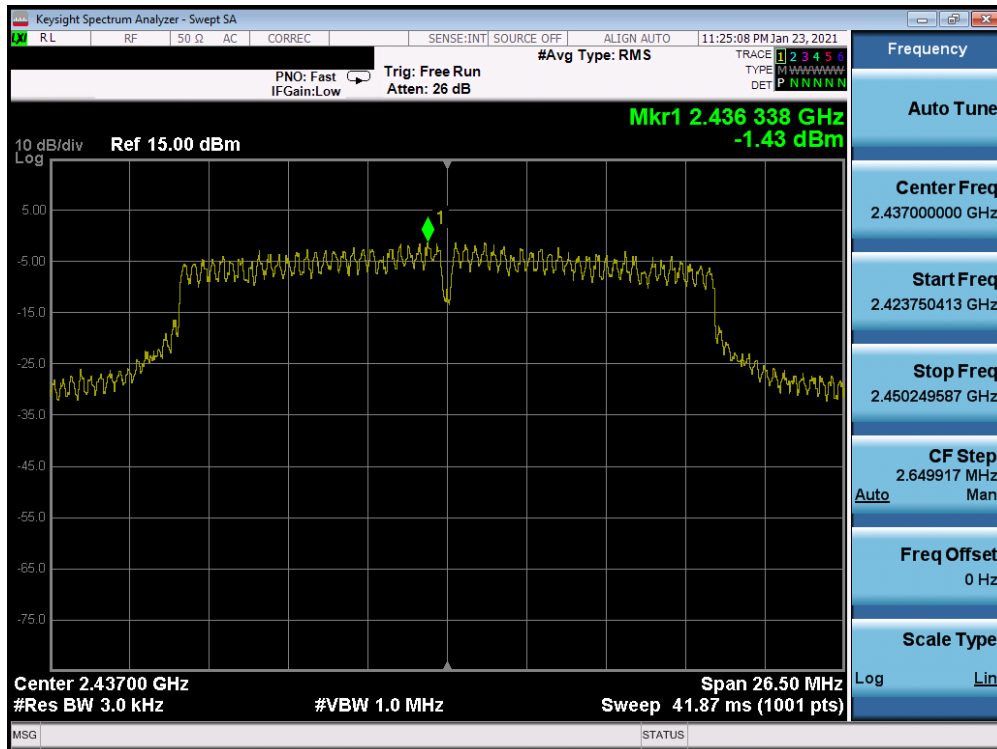 Keysight Spectrum Analyzer - Swept SA
LXI RL RF 50 Ω AC CORREC SENSE:INT SOURCE OFF ALIGN AUTO 11:25:08 PM Jan 23, 2021
#Avg Type: RMS
TRACE 1 2 3 4 5 6
PNO: Fast Trig: Free Run
TYPE M WWWWW
IFGain:Low Atten: 26 dB
DET P N N N N N
Mkr1 2.436 338 GHz
-1.43 dBm
10 dB/div Ref 15.00 dBm
Log
5.00
1
-5.00
-15.0
-25.0
-35.0
-45.0
-55.0
-65.0
-75.0
Center 2.43700 GHz Span 26.50 MHz
#Res BW 3.0 kHz #VBW 1.0 MHz Sweep 41.87 ms (1001 pts)
MSG STATUS
Frequency
Auto Tune
Center Freq
2.437000000 GHz
Start Freq
2.423750413 GHz
Stop Freq
2.450249587 GHz
CF Step
2.649917 MHz
Auto Man
Freq Offset
0 Hz
Scale Type
Log Lin